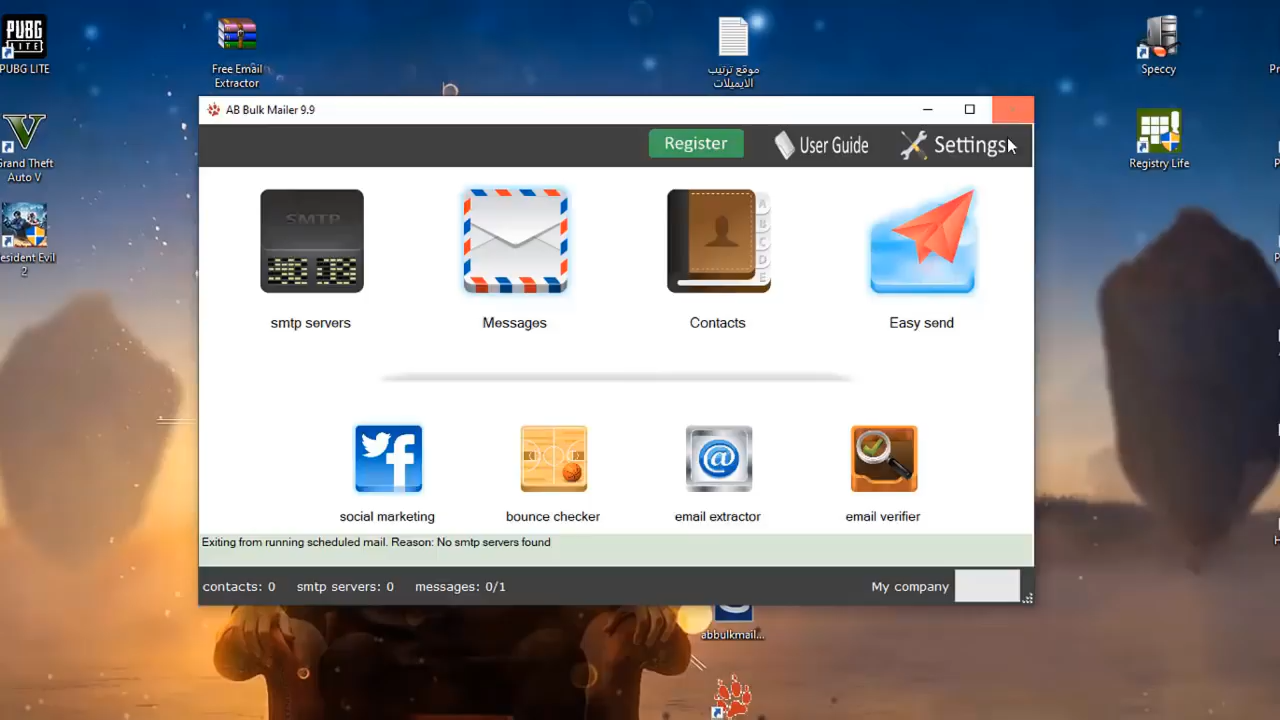 PUBG
LITE
PUBG LITE
Free Email
Extractor
موقع ترتيب
الايميلات
Speccy
Grand Theft
Auto V
Registry Life
esident Evil
2
AB Bulk Mailer 9.9
Register
User Guide
Settings
SMTP
A
B
C
D
E
smtp servers
Messages
Contacts
Easy send
@
social marketing
bounce checker
email extractor
email verifier
Exiting from running scheduled mail. Reason: No smtp servers found
contacts: 0
smtp servers: 0
messages: 0/1
My company
abbulkmail...